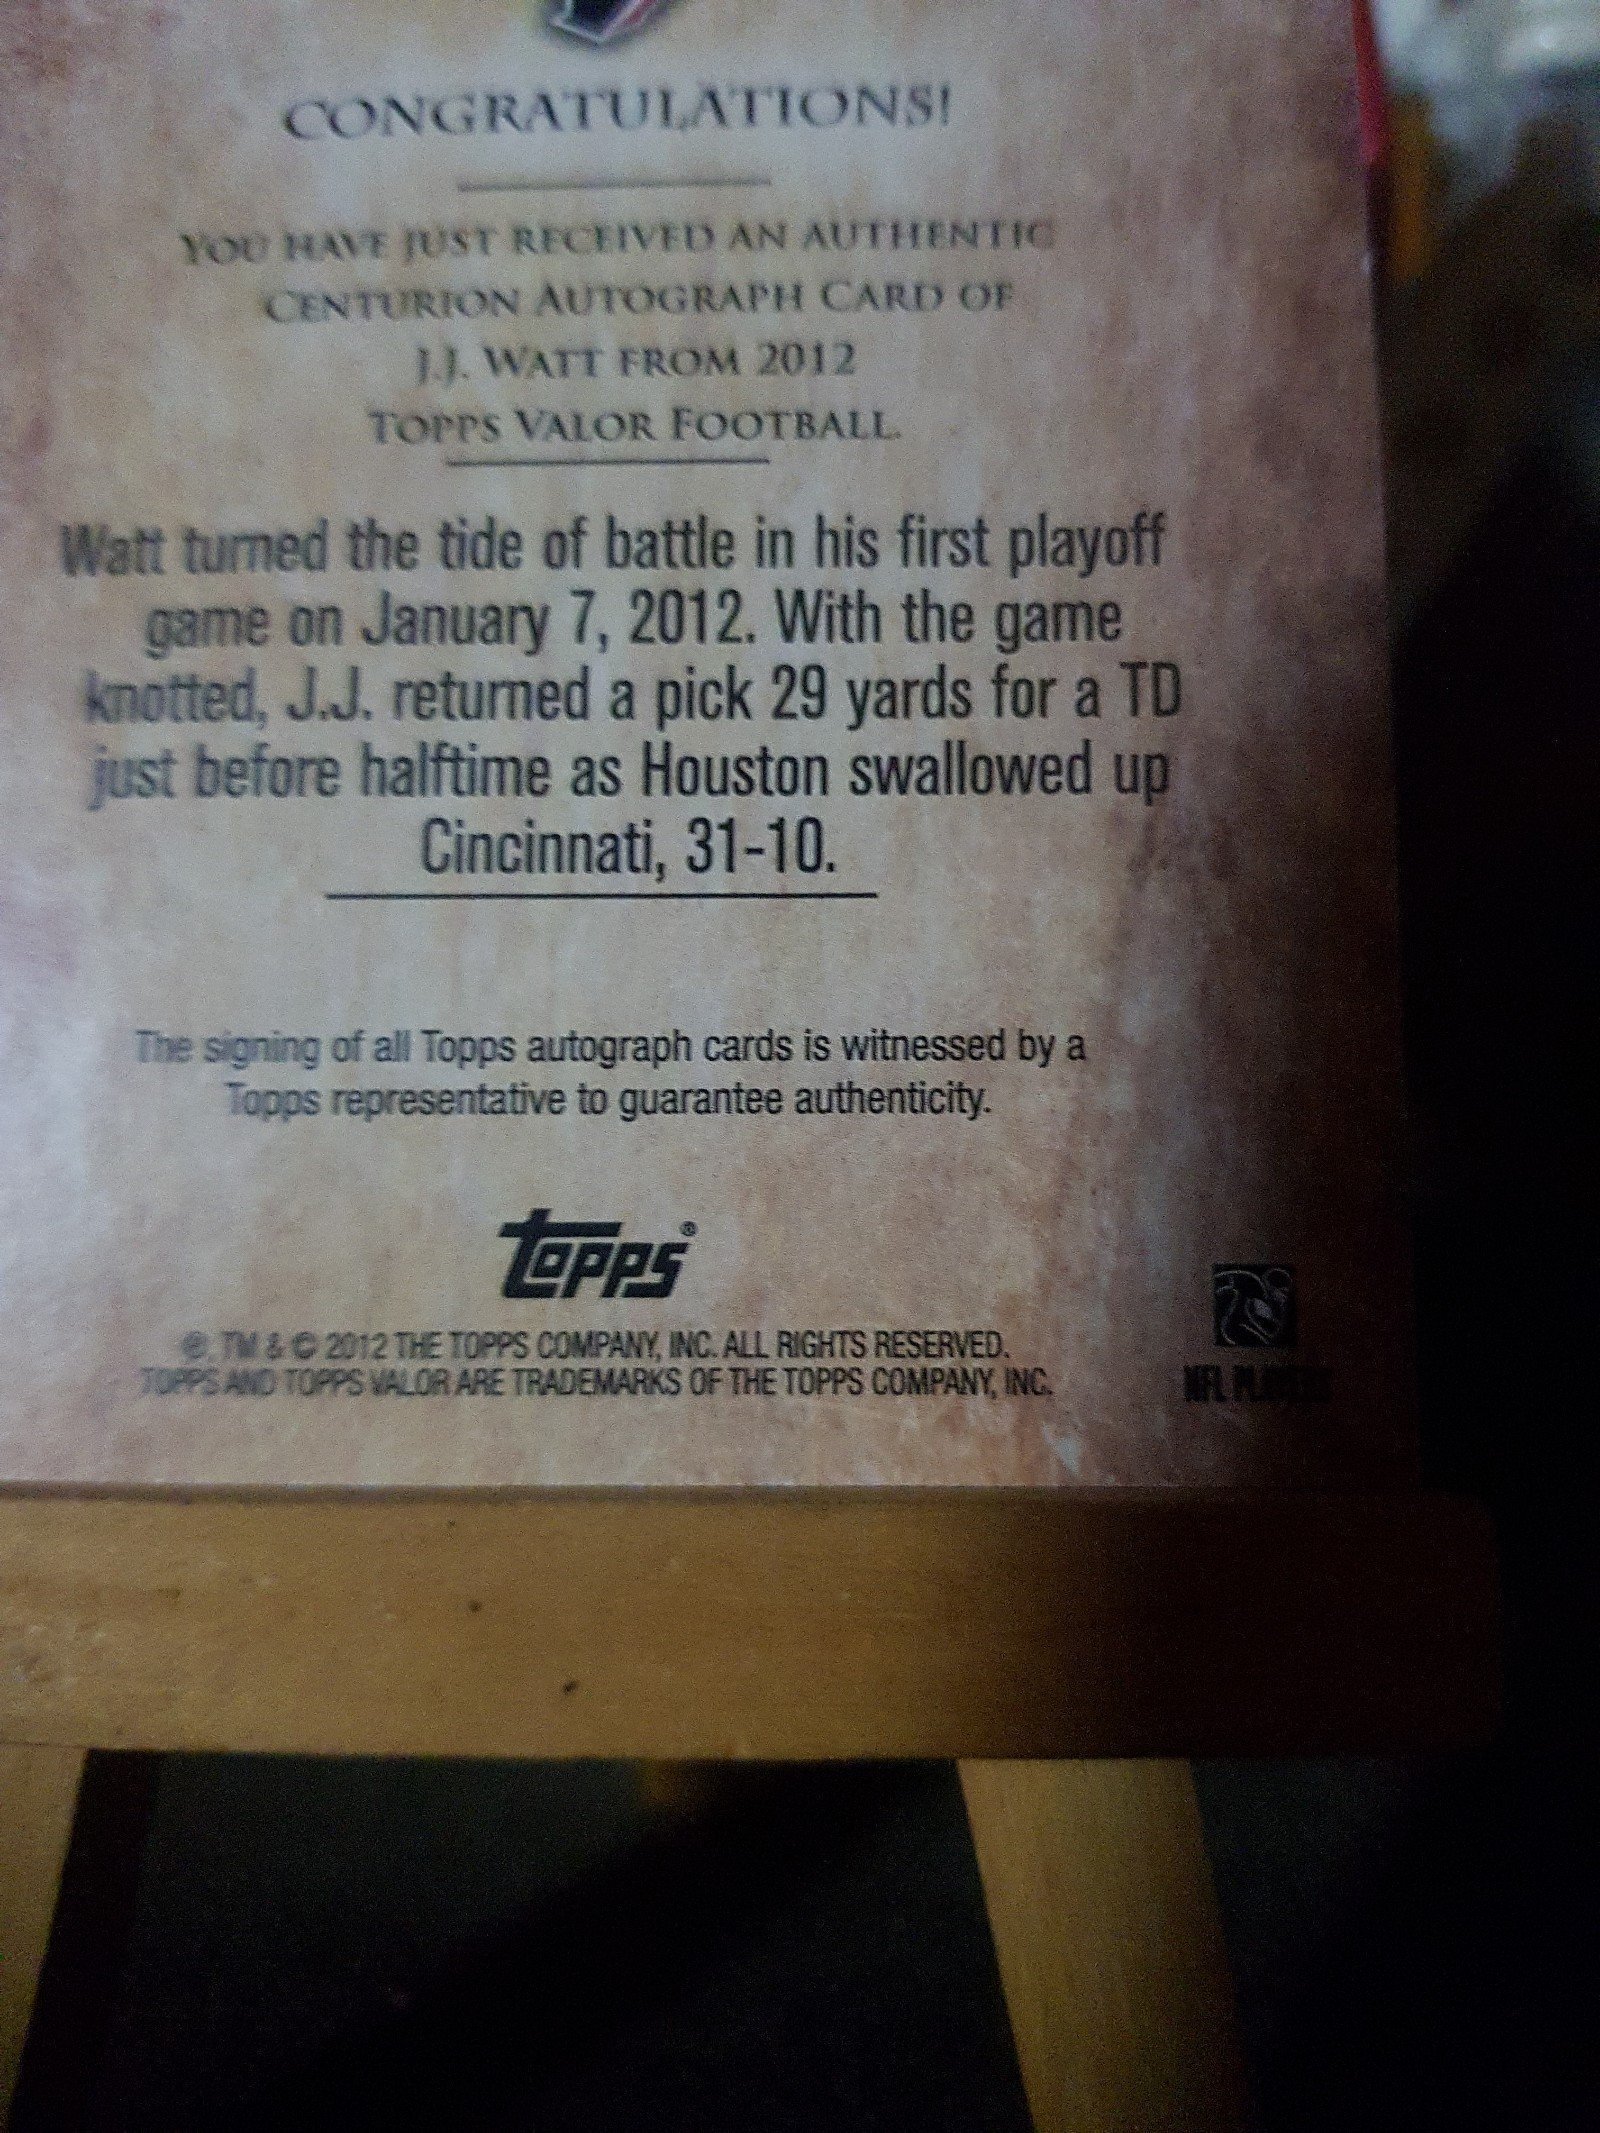 CONGRATULATIONS!
YOU HAVE JUST RECEIVED AN AUTHENTIC
CENTURION AUTOGRAPH CARD OF
J.J. WATT FROM 2012
TOPPS VALOR FOOTBALL.
Watt turned the tide of battle in his first playoff
game on January 7, 2012. With the game
knotted, J.J. returned a pick 29 yards for a TD
just before halftime as Houston swallowed up
Cincinnati, 31-10.
The signing of all Topps autograph cards is witnessed by a
Topps representative to guarantee authenticity.
topps®
®, TM & © 2012 THE TOPPS COMPANY, INC. ALL RIGHTS RESERVED.
TOPPS AND TOPPS VALOR ARE TRADEMARKS OF THE TOPPS COMPANY, INC.
NFL